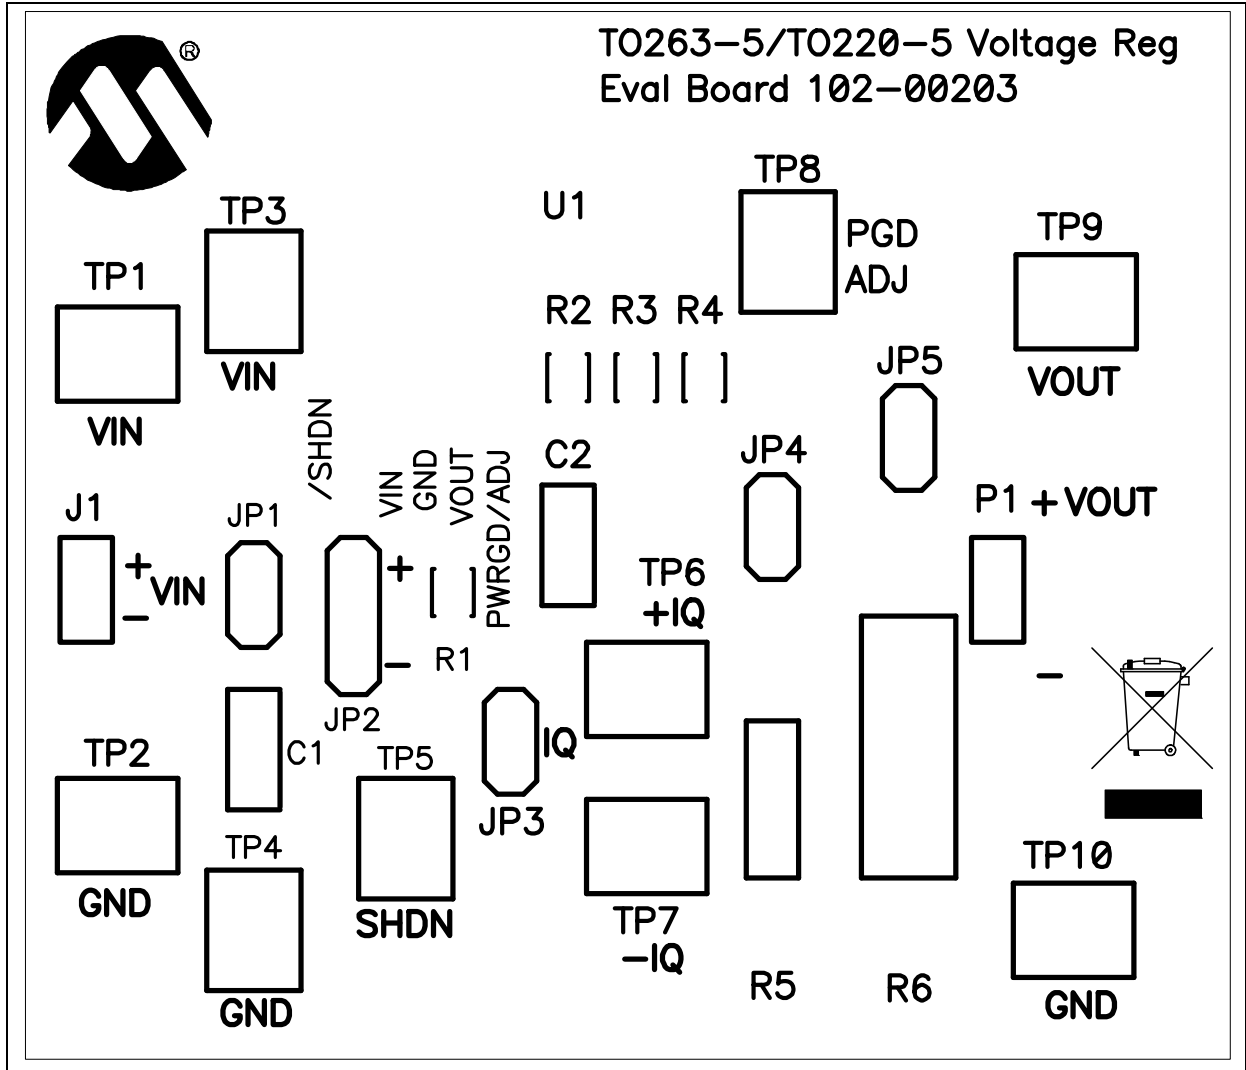 ®
TO263-5/TO220-5 Voltage Reg
Eval Board 102-00203
TP8
U1
TP3
TP9
PGD
ADJ
TP1
R2 R3 R4
VIN
JP5
VOUT
/SHDN
VIN
VIN
GND
VOUT
PWRGD/ADJ
C2
JP4
J1
JP1
P1 + VOUT
+
VIN
-
+
-
R1
TP6
+IQ
-
JP2
C1
TP2
TP5
IQ
JP3
TP4
TP10
GND
SHDN
TP7
-IQ
R5
R6
GND
GND